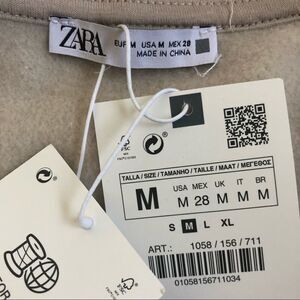 ZARA
EUR M USA M MEX 28
MADE IN CHINA
TALLA / SIZE / TAMANHO / TAILLE / MAAT / ΜΕΓΕΘΟΣ
M
USA MEX UK IT BR
M 28 M M M
S M L XL
ART.: 1058 / 156 / 711
01058156711034
TOR